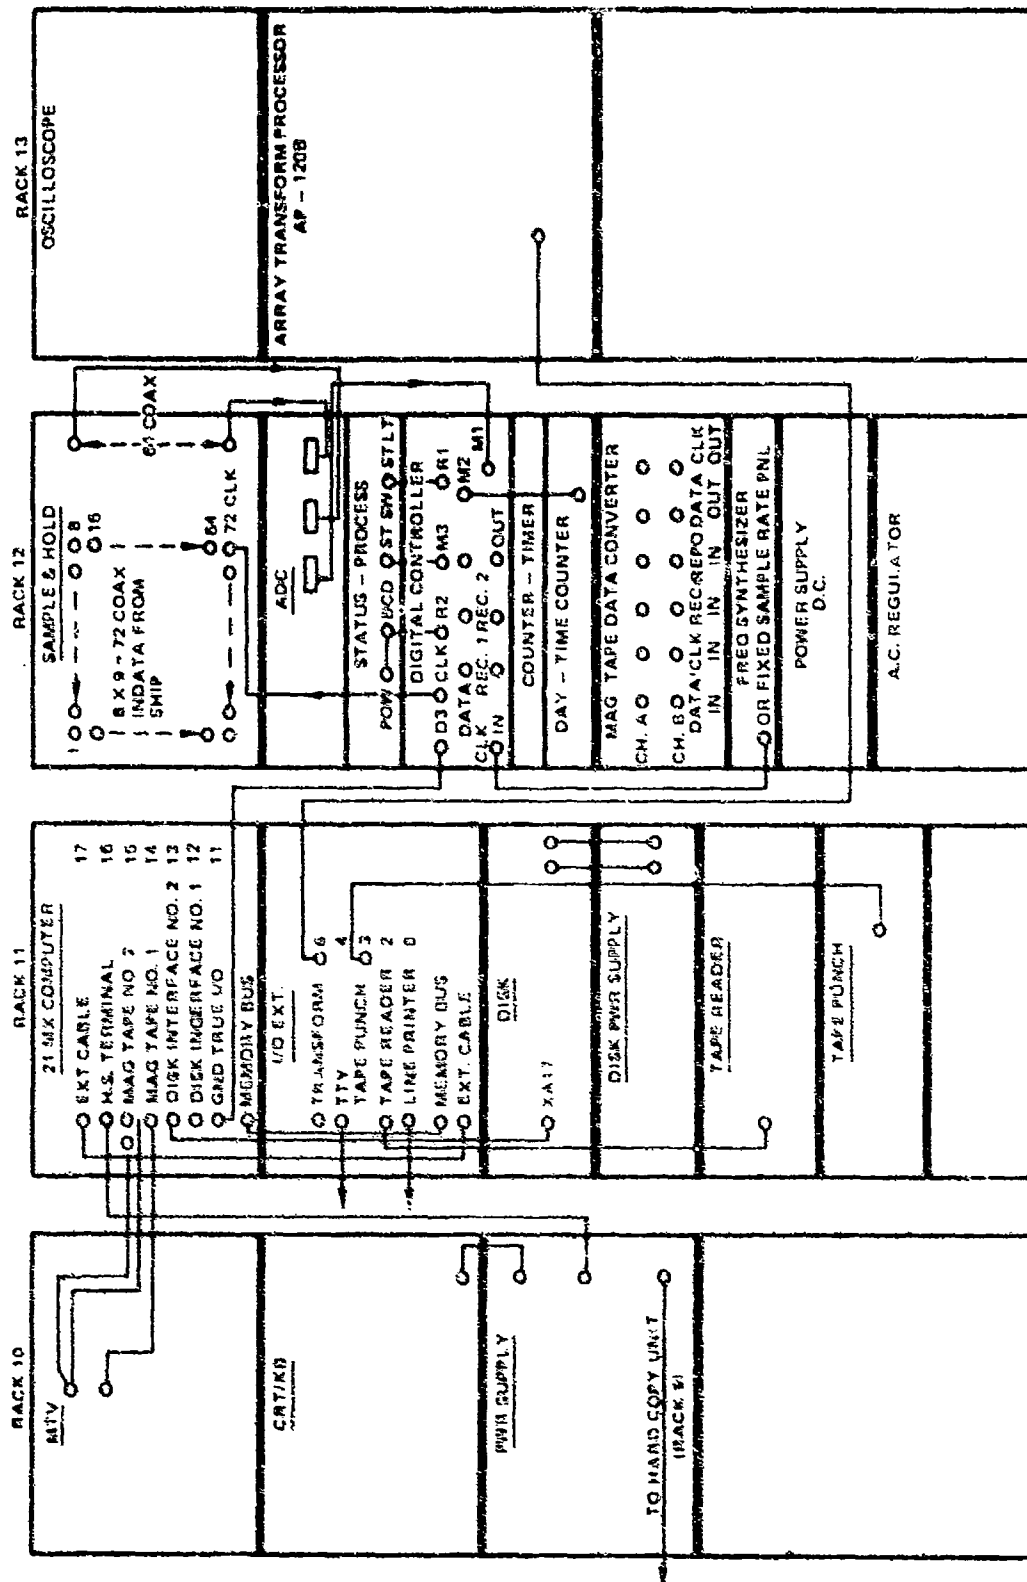 RACK 10
MTV
CRT/KB
PWR SUPPLY
TO HARD COPY UNIT
RACK 11
21 MX COMPUTER
EXT CABLE 17
H.S. TERMINAL 16
MAG TAPE NO 2 15
MAG TAPE NO. 1 14
DISK INTERFACE NO. 2 13
DISK INGERFACE NO. 1 12
GND TRUE I/O 11
MEMORY BUS
I/O EXT.
TRANSFORM 6
TTY 4
TAPE PUNCH 3
TAPE READER 2
LINE PRINTER 0
MEMORY BUS
EXT. CABLE
DISK
XA17
DISK PWR SUPPLY
TAPE READER
TAPE PUNCH
RACK 12
SAMPLE & HOLD
1 8
16
8 X 9 – 72 COAX
INDATA FROM
SHIP
64
72 CLK
64 COAX
ADC
STATUS – PROCESS
POW BCD ST SW STLT
DIGITAL CONTROLLER
D3 CLK R2 M3 R1
DATA M2
CLK REC. 1 REC. 2 M1
IN OUT
COUNTER – TIMER
DAY – TIME COUNTER
MAG TAPE DATA CONVERTER
CH. A
CH. B
DATA CLK REC REPO DATA CLK
IN IN IN IN OUT OUT
FREQ SYNTHESIZER
OR FIXED SAMPLE RATE PNL
POWER SUPPLY
D.C.
A.C. REGULATOR
RACK 13
OSCILLOSCOPE
ARRAY TRANSFORM PROCESSOR
AP – 120B